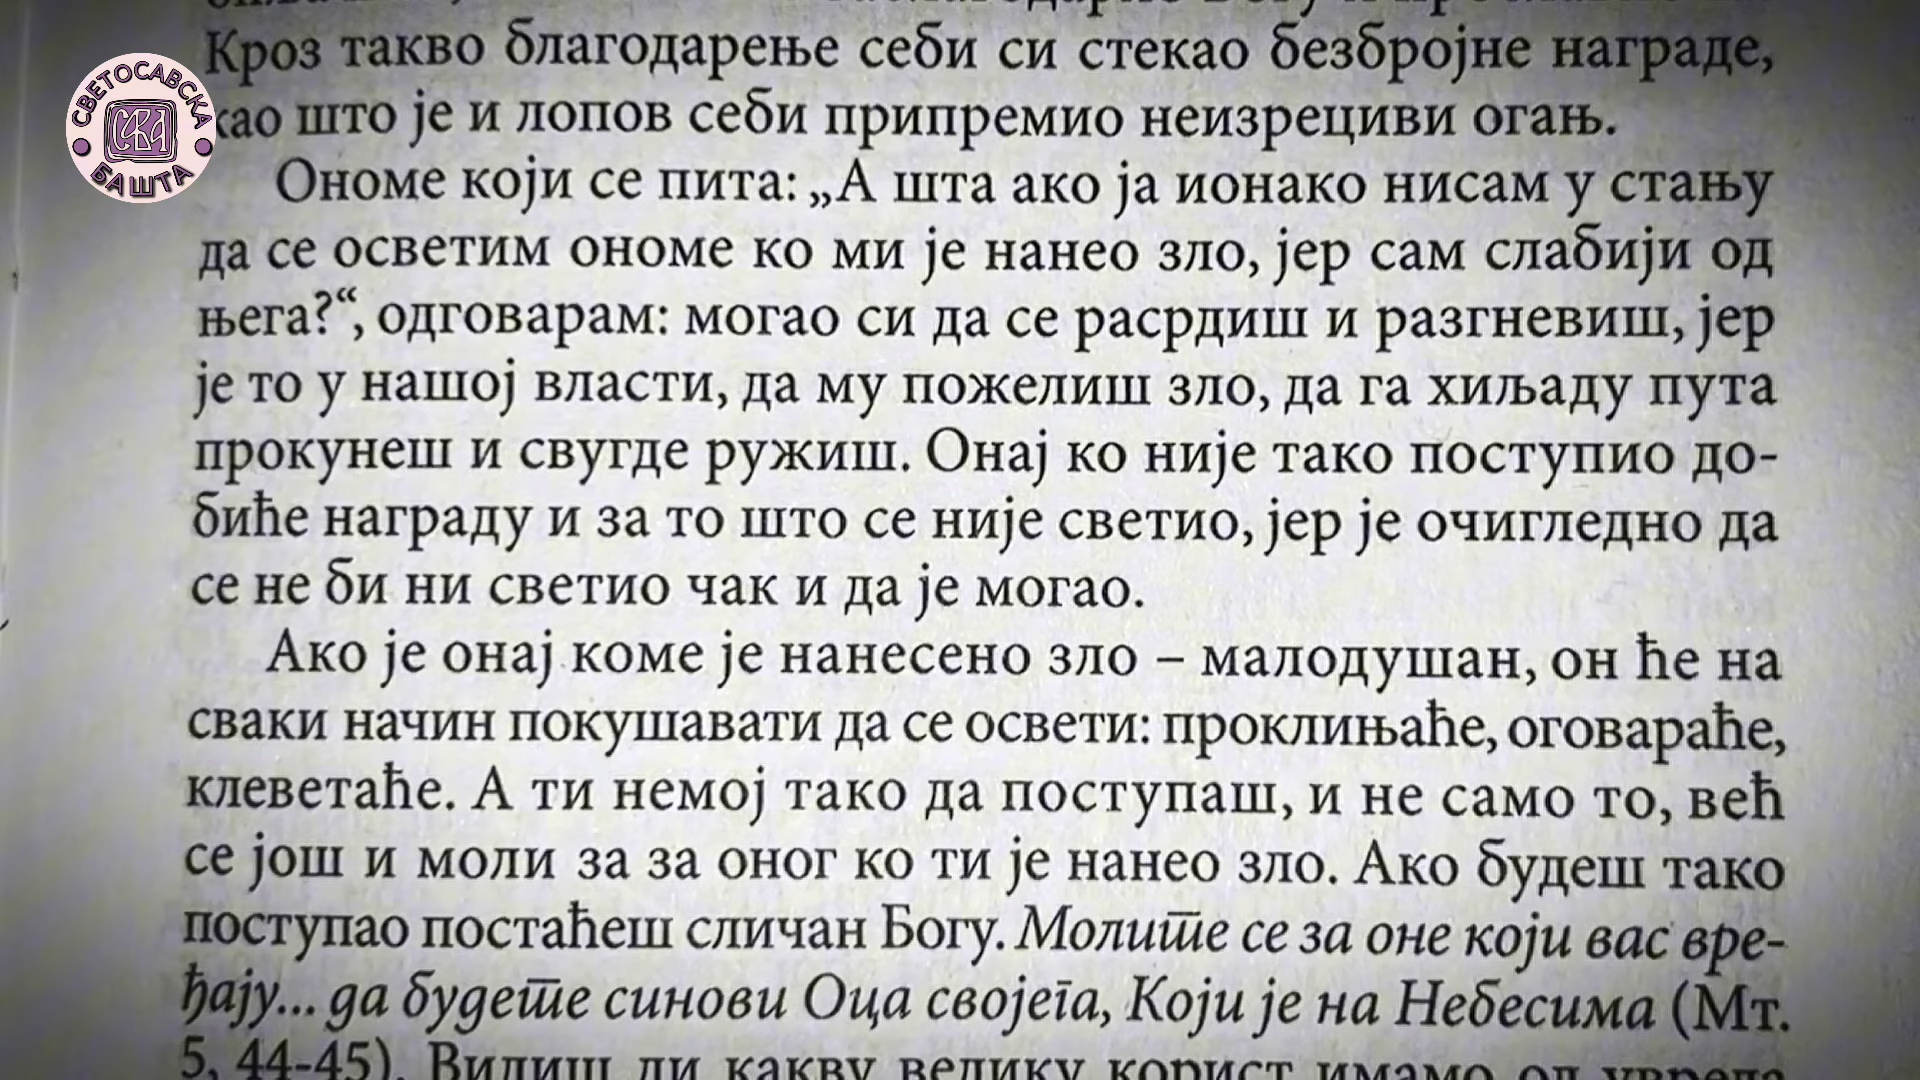 СВЕТОСАВСКА
БАШТА
Кроз такво благодарење себи си стекао безбројне награде,
као што је и лопов себи припремио неизрециви огањ.
Ономе који се пита: „А шта ако ја ионако нисам у стању
да се осветим ономе ко ми је нанео зло, јер сам слабији од
њега?“, одговарам: могао си да се расрдиш и разгневиш, јер
је то у нашој власти, да му пожелиш зло, да га хиљаду пута
прокунеш и свугде ружиш. Онај ко није тако поступио до-
биће награду и за то што се није светио, јер је очигледно да
се не би ни светио чак и да је могао.
Ако је онај коме је нанесено зло – малодушан, он ће на
сваки начин покушавати да се освети: проклињаће, оговараће,
клеветаће. А ти немој тако да поступаш, и не само то, већ
се још и моли за за оног ко ти је нанео зло. Ако будеш тако
поступао постаћеш сличан Богу. Молите се за оне који вас вре-
ђају... да будете синови Оца својега, Који је на Небесима (Мт.
5, 44-45). Видиш ли какву велику корист имамо од увреда